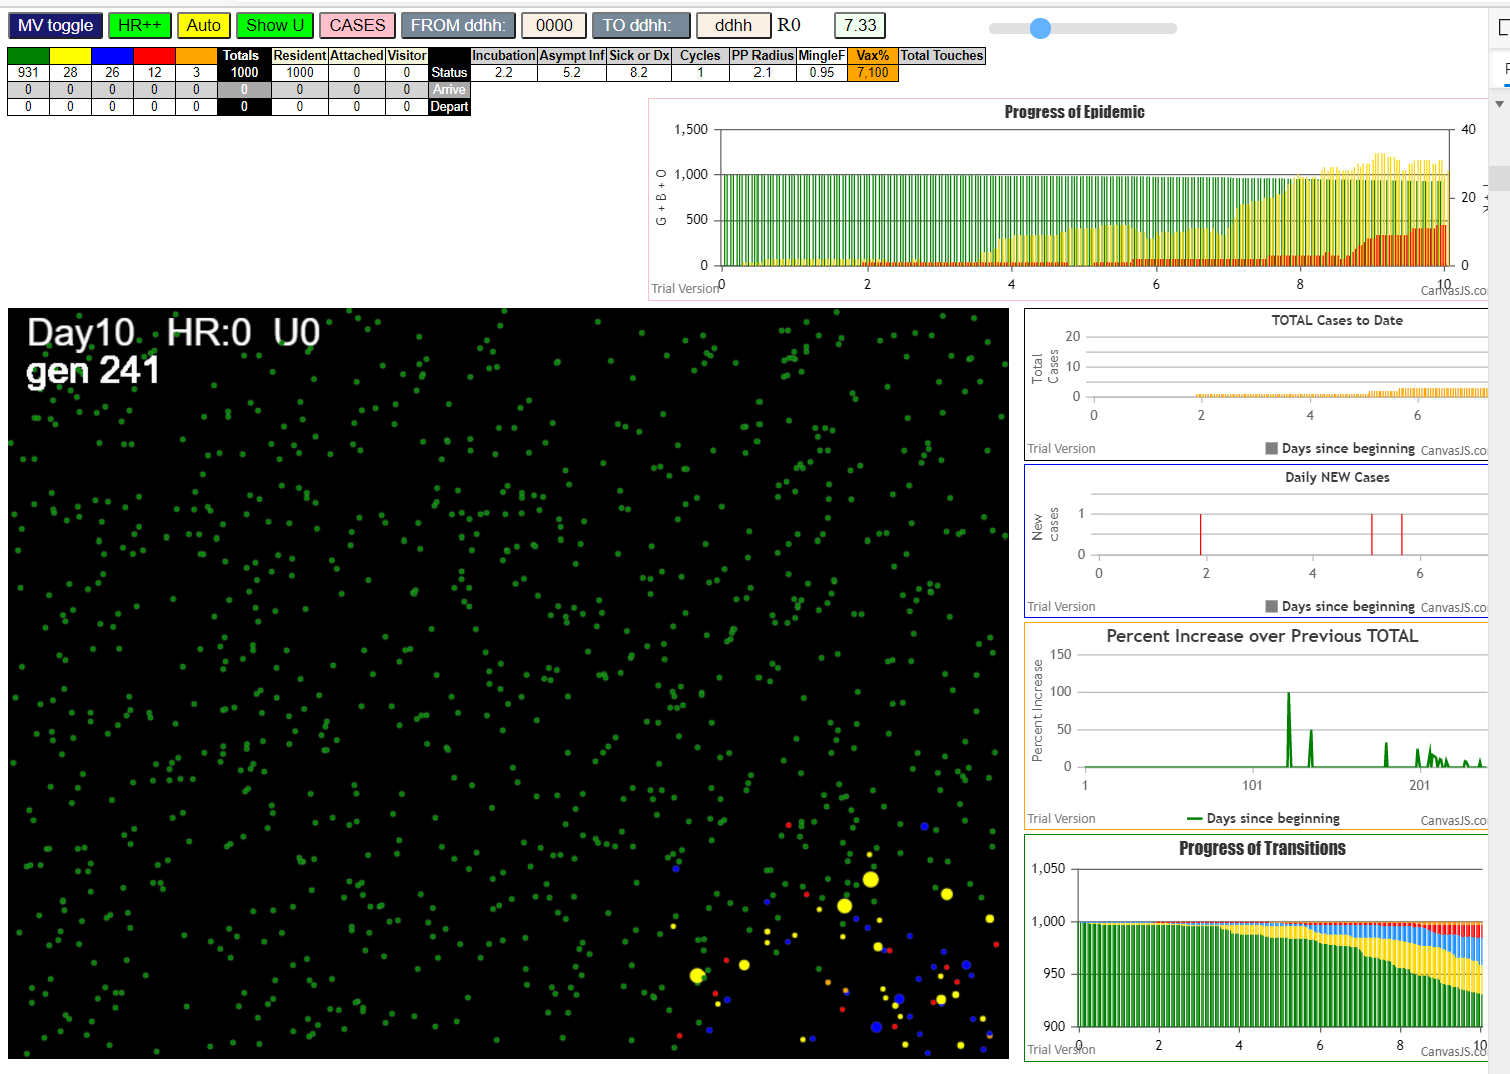 MV toggle HR++ Auto Show U CASES FROM ddhh: 0000 TO ddhh: ddhh R0 7.33
Totals Resident Attached Visitor Incubation Asympt Inf Sick or Dx Cycles PP Radius MingleF Vax% Total Touches
931 28 26 12 3 1000 1000 0 0 Status 2.2 5.2 8.2 1 2.1 0.95 7,100
0 0 0 0 0 0 0 0 0 Arrive
0 0 0 0 0 0 0 0 0 Depart
Progress of Epidemic
1,500 40
1,000
20
500
0 0
G + B + O
0 2 4 6 8 10
Trial Version CanvasJS.co
Day10 HR:0 U0
gen 241
TOTAL Cases to Date
Total
Cases
20
10
0
0 2 4 6
Days since beginning
Trial Version CanvasJS.co
Daily NEW Cases
New
cases
1
0
0 2 4 6
Days since beginning
Trial Version CanvasJS.co
Percent Increase over Previous TOTAL
Percent Increase
150
100
50
0
1 101 201
Days since beginning
Trial Version CanvasJS.co
Progress of Transitions
1,050
1,000
950
900
0 2 4 6 8 10
Trial Version CanvasJS.co